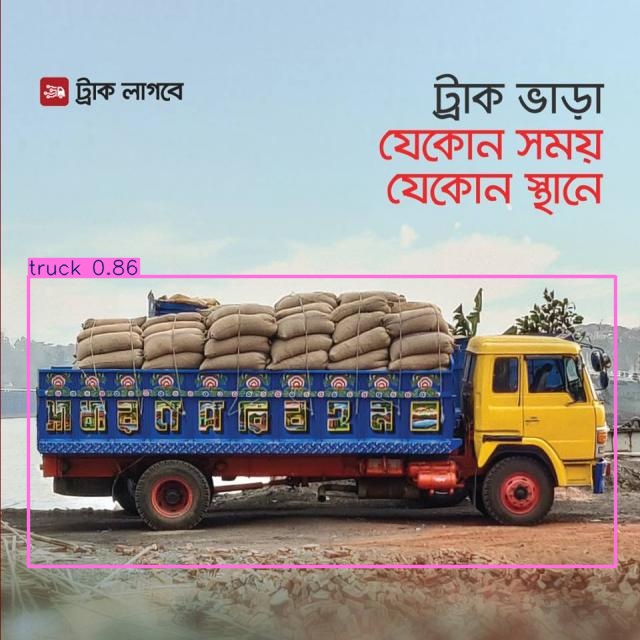 ট্রাক লাগবে
ট্রাক ভাড়া
যেকোন সময়
যেকোন স্থানে
truck 0.86